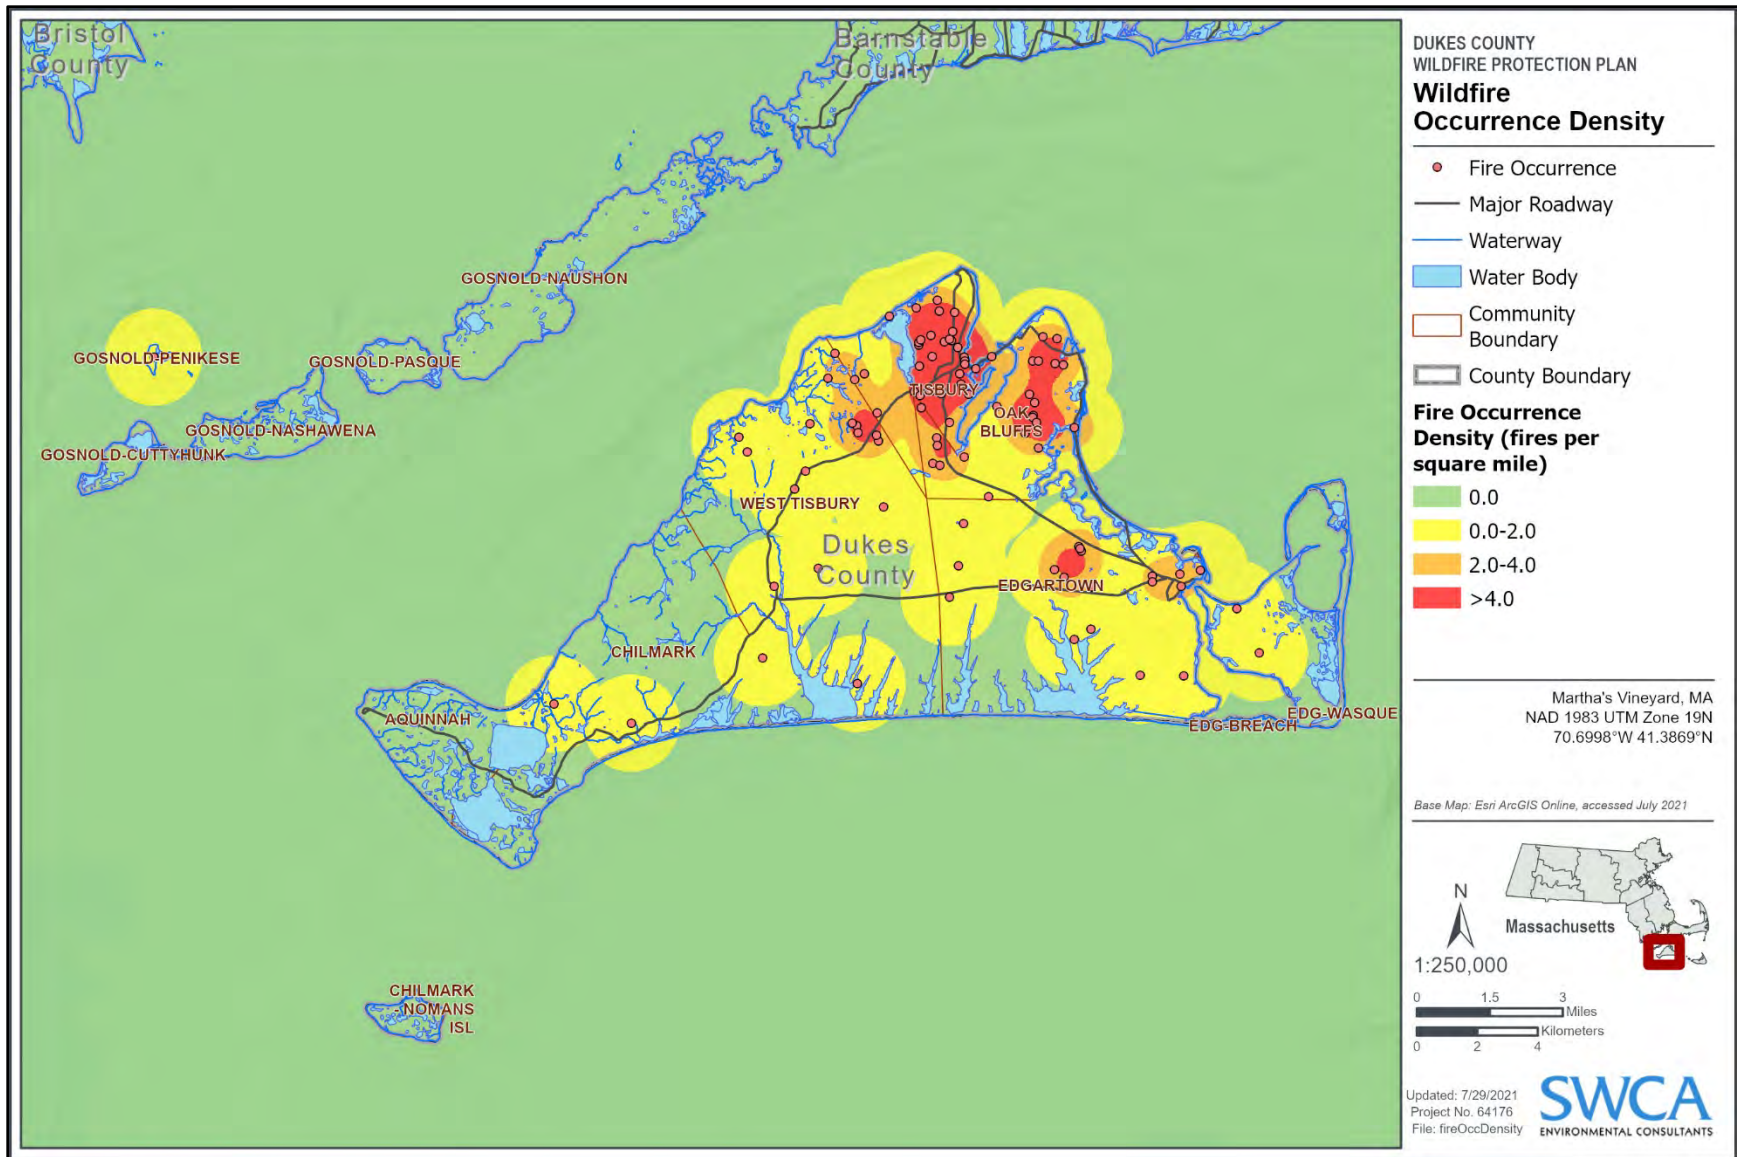 Bristol
County
Barnstable
County
GOSNOLD-NAUSHON
GOSNOLD-PENIKESE
GOSNOLD-PASQUE
GOSNOLD-NASHAWENA
GOSNOLD-CUTTYHUNK
TISBURY
OAK
BLUFFS
WEST TISBURY
Dukes
County
EDGARTOWN
CHILMARK
AQUINNAH
EDG-WASQUE
EDG-BREACH
CHILMARK
- NOMANS
ISL
DUKES COUNTY
WILDFIRE PROTECTION PLAN
Wildfire
Occurrence Density
Fire Occurrence
Major Roadway
Waterway
Water Body
Community
Boundary
County Boundary
Fire Occurrence
Density (fires per
square mile)
0.0
0.0-2.0
2.0-4.0
>4.0
Martha's Vineyard, MA
NAD 1983 UTM Zone 19N
70.6998°W 41.3869°N
Base Map: Esri ArcGIS Online, accessed July 2021
N
Massachusetts
1:250,000
0 1.5 3
Miles
Kilometers
0 2 4
Updated: 7/29/2021
Project No. 64176
File: fireOccDensity
SWCA
ENVIRONMENTAL CONSULTANTS